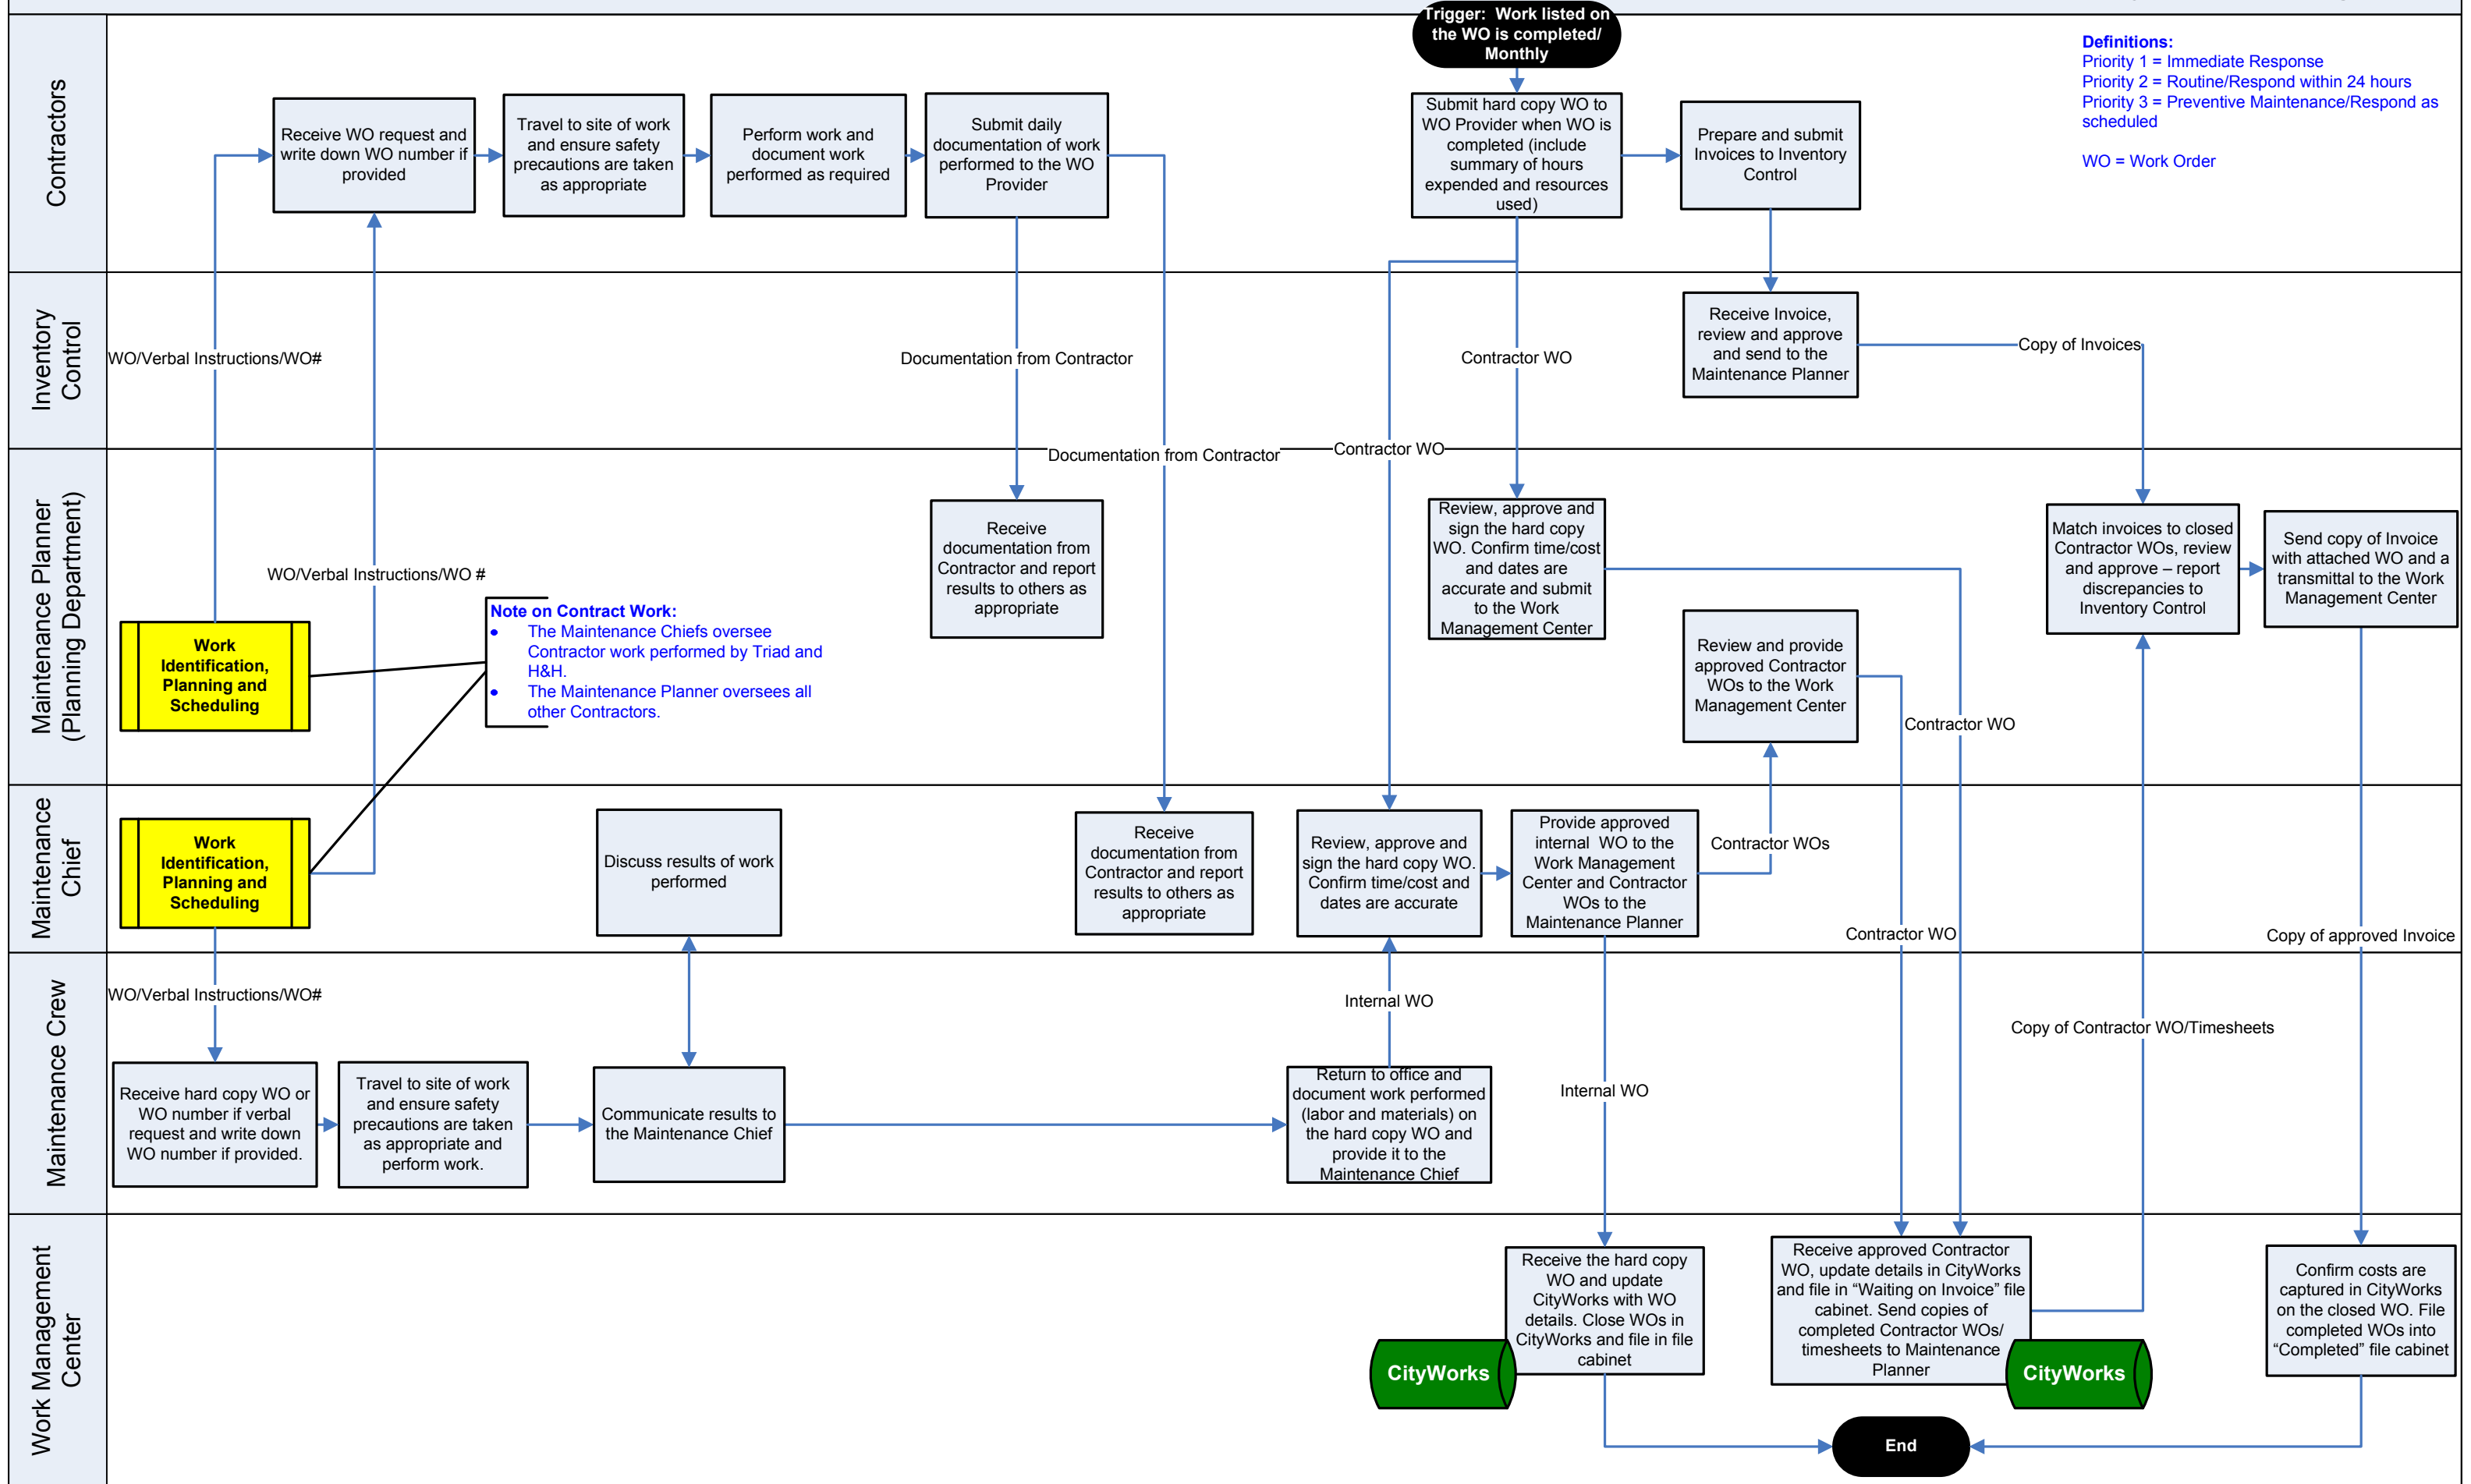 Trigger: Work listed on
the WO is completed/
Monthly
Definitions:
Priority 1 = Immediate Response
Priority 2 = Routine/Respond within 24 hours
Priority 3 = Preventive Maintenance/Respond as
scheduled
WO = Work Order
Contractors
Receive WO request and
write down WO number if
provided
Travel to site of work
and ensure safety
precautions are taken
as appropriate
Perform work and
document work
performed as required
Submit daily
documentation of work
performed to the WO
Provider
Submit hard copy WO to
WO Provider when WO is
completed (include
summary of hours
expended and resources
used)
Prepare and submit
Invoices to Inventory
Control
Inventory
Control
WO/Verbal Instructions/WO#
Documentation from Contractor
Contractor WO
Receive Invoice,
review and approve
and send to the
Maintenance Planner
Copy of Invoices
Documentation from Contractor
Contractor WO
Maintenance Planner
(Planning Department)
WO/Verbal Instructions/WO #
Work
Identification,
Planning and
Scheduling
Note on Contract Work:
• The Maintenance Chiefs oversee
Contractor work performed by Triad and
H&H.
• The Maintenance Planner oversees all
other Contractors.
Receive
documentation from
Contractor and report
results to others as
appropriate
Review, approve and
sign the hard copy
WO. Confirm time/cost
and dates are
accurate and submit
to the Work
Management Center
Review and provide
approved Contractor
WOs to the Work
Management Center
Contractor WO
Match invoices to closed
Contractor WOs, review
and approve – report
discrepancies to
Inventory Control
Send copy of Invoice
with attached WO and a
transmittal to the Work
Management Center
Maintenance
Chief
Work
Identification,
Planning and
Scheduling
Discuss results of work
performed
Receive
documentation from
Contractor and report
results to others as
appropriate
Review, approve and
sign the hard copy WO.
Confirm time/cost and
dates are accurate
Provide approved
internal WO to the
Work Management
Center and Contractor
WOs to the
Maintenance Planner
Contractor WOs
Contractor WO
Copy of approved Invoice
Maintenance Crew
WO/Verbal Instructions/WO#
Internal WO
Copy of Contractor WO/Timesheets
Internal WO
Receive hard copy WO or
WO number if verbal
request and write down
WO number if provided.
Travel to site of work
and ensure safety
precautions are taken
as appropriate and
perform work.
Communicate results to
the Maintenance Chief
Return to office and
document work performed
(labor and materials) on
the hard copy WO and
provide it to the
Maintenance Chief
Work Management
Center
Receive the hard copy
WO and update
CityWorks with WO
details. Close WOs in
CityWorks and file in file
cabinet
CityWorks
Receive approved Contractor
WO, update details in CityWorks
and file in “Waiting on Invoice” file
cabinet. Send copies of
completed Contractor WOs/
timesheets to Maintenance
Planner
CityWorks
Confirm costs are
captured in CityWorks
on the closed WO. File
completed WOs into
“Completed” file cabinet
End